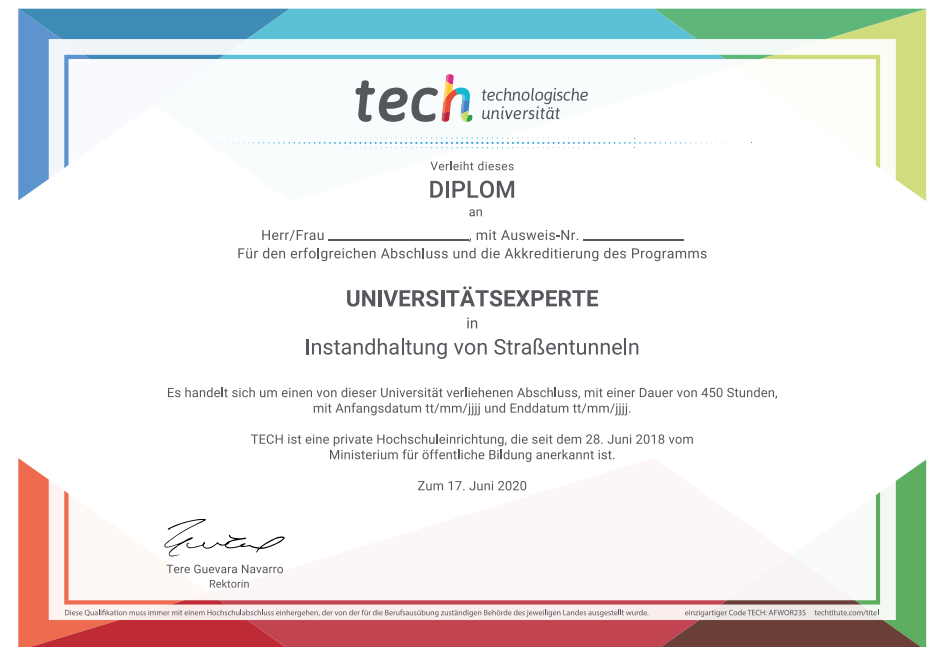 tech technologische
universität
Verleiht dieses
DIPLOM
an
Herr/Frau ____________________, mit Ausweis-Nr. ______________
Für den erfolgreichen Abschluss und die Akkreditierung des Programms
UNIVERSITÄTSEXPERTE
in
Instandhaltung von Straßentunneln
Es handelt sich um einen von dieser Universität verliehenen Abschluss, mit einer Dauer von 450 Stunden,
mit Anfangsdatum tt/mm/jjjj und Enddatum tt/mm/jjjj.
TECH ist eine private Hochschuleinrichtung, die seit dem 28. Juni 2018 vom
Ministerium für öffentliche Bildung anerkannt ist.
Zum 17. Juni 2020
Tere Guevara Navarro
Rektorin
Diese Qualifikation muss immer mit einem Hochschulabschluss einhergehen, der von der für die Berufsausübung zuständigen Behörde des jeweiligen Landes ausgestellt wurde. einzigartiger Code TECH: AFWOR23S techtitute.com/titel